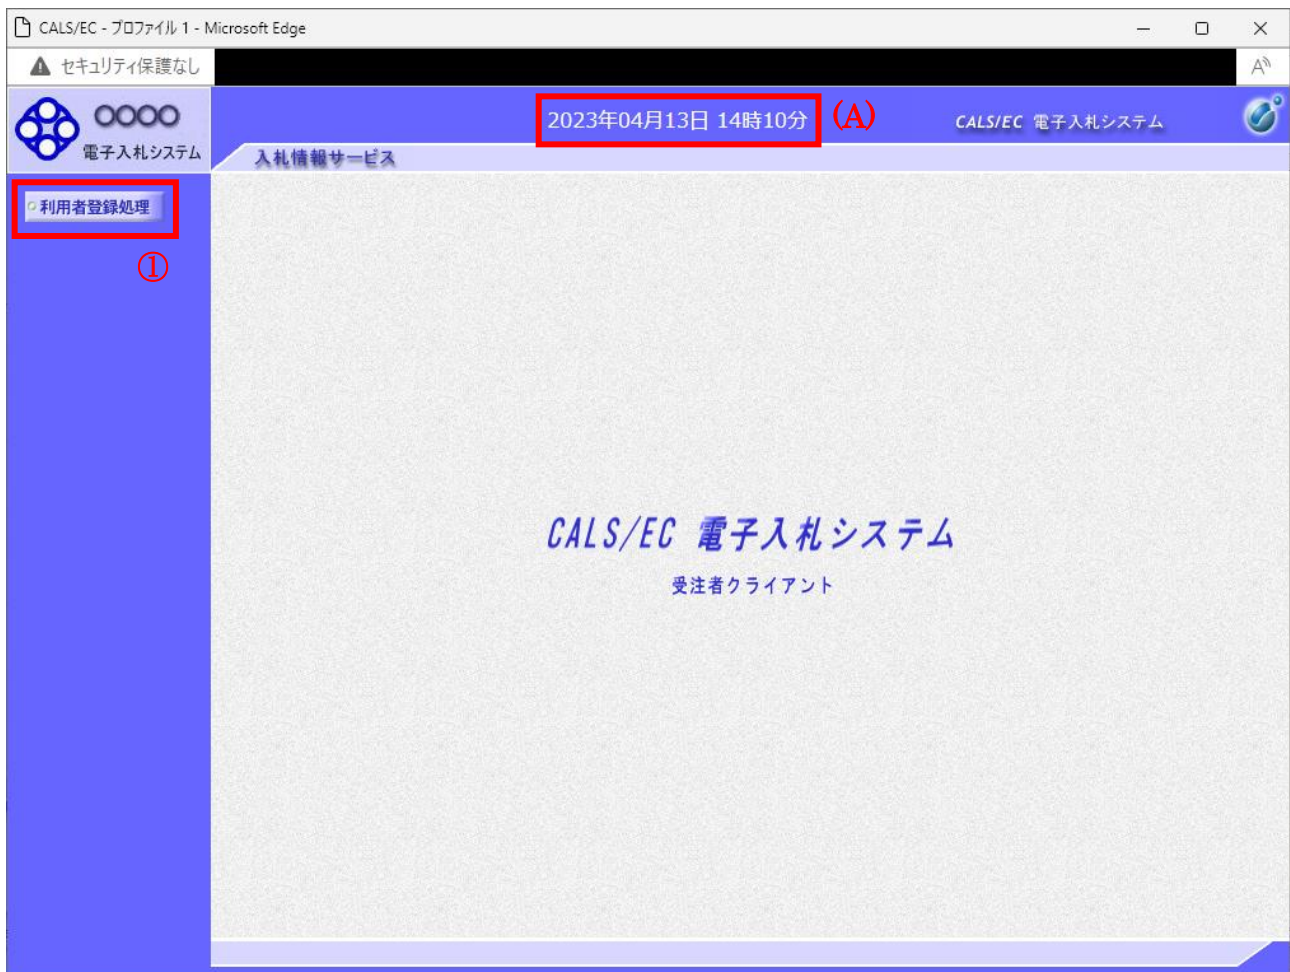 CALS/EC - プロファイル 1 - Microsoft Edge
セキュリティ保護なし
A
〇〇〇〇
電子入札システム
2023年04月13日 14時10分
(A)
CALS/EC 電子入札システム
入札情報サービス
利用者登録処理
①
CALS/EC 電子入札システム
受注者クライアント